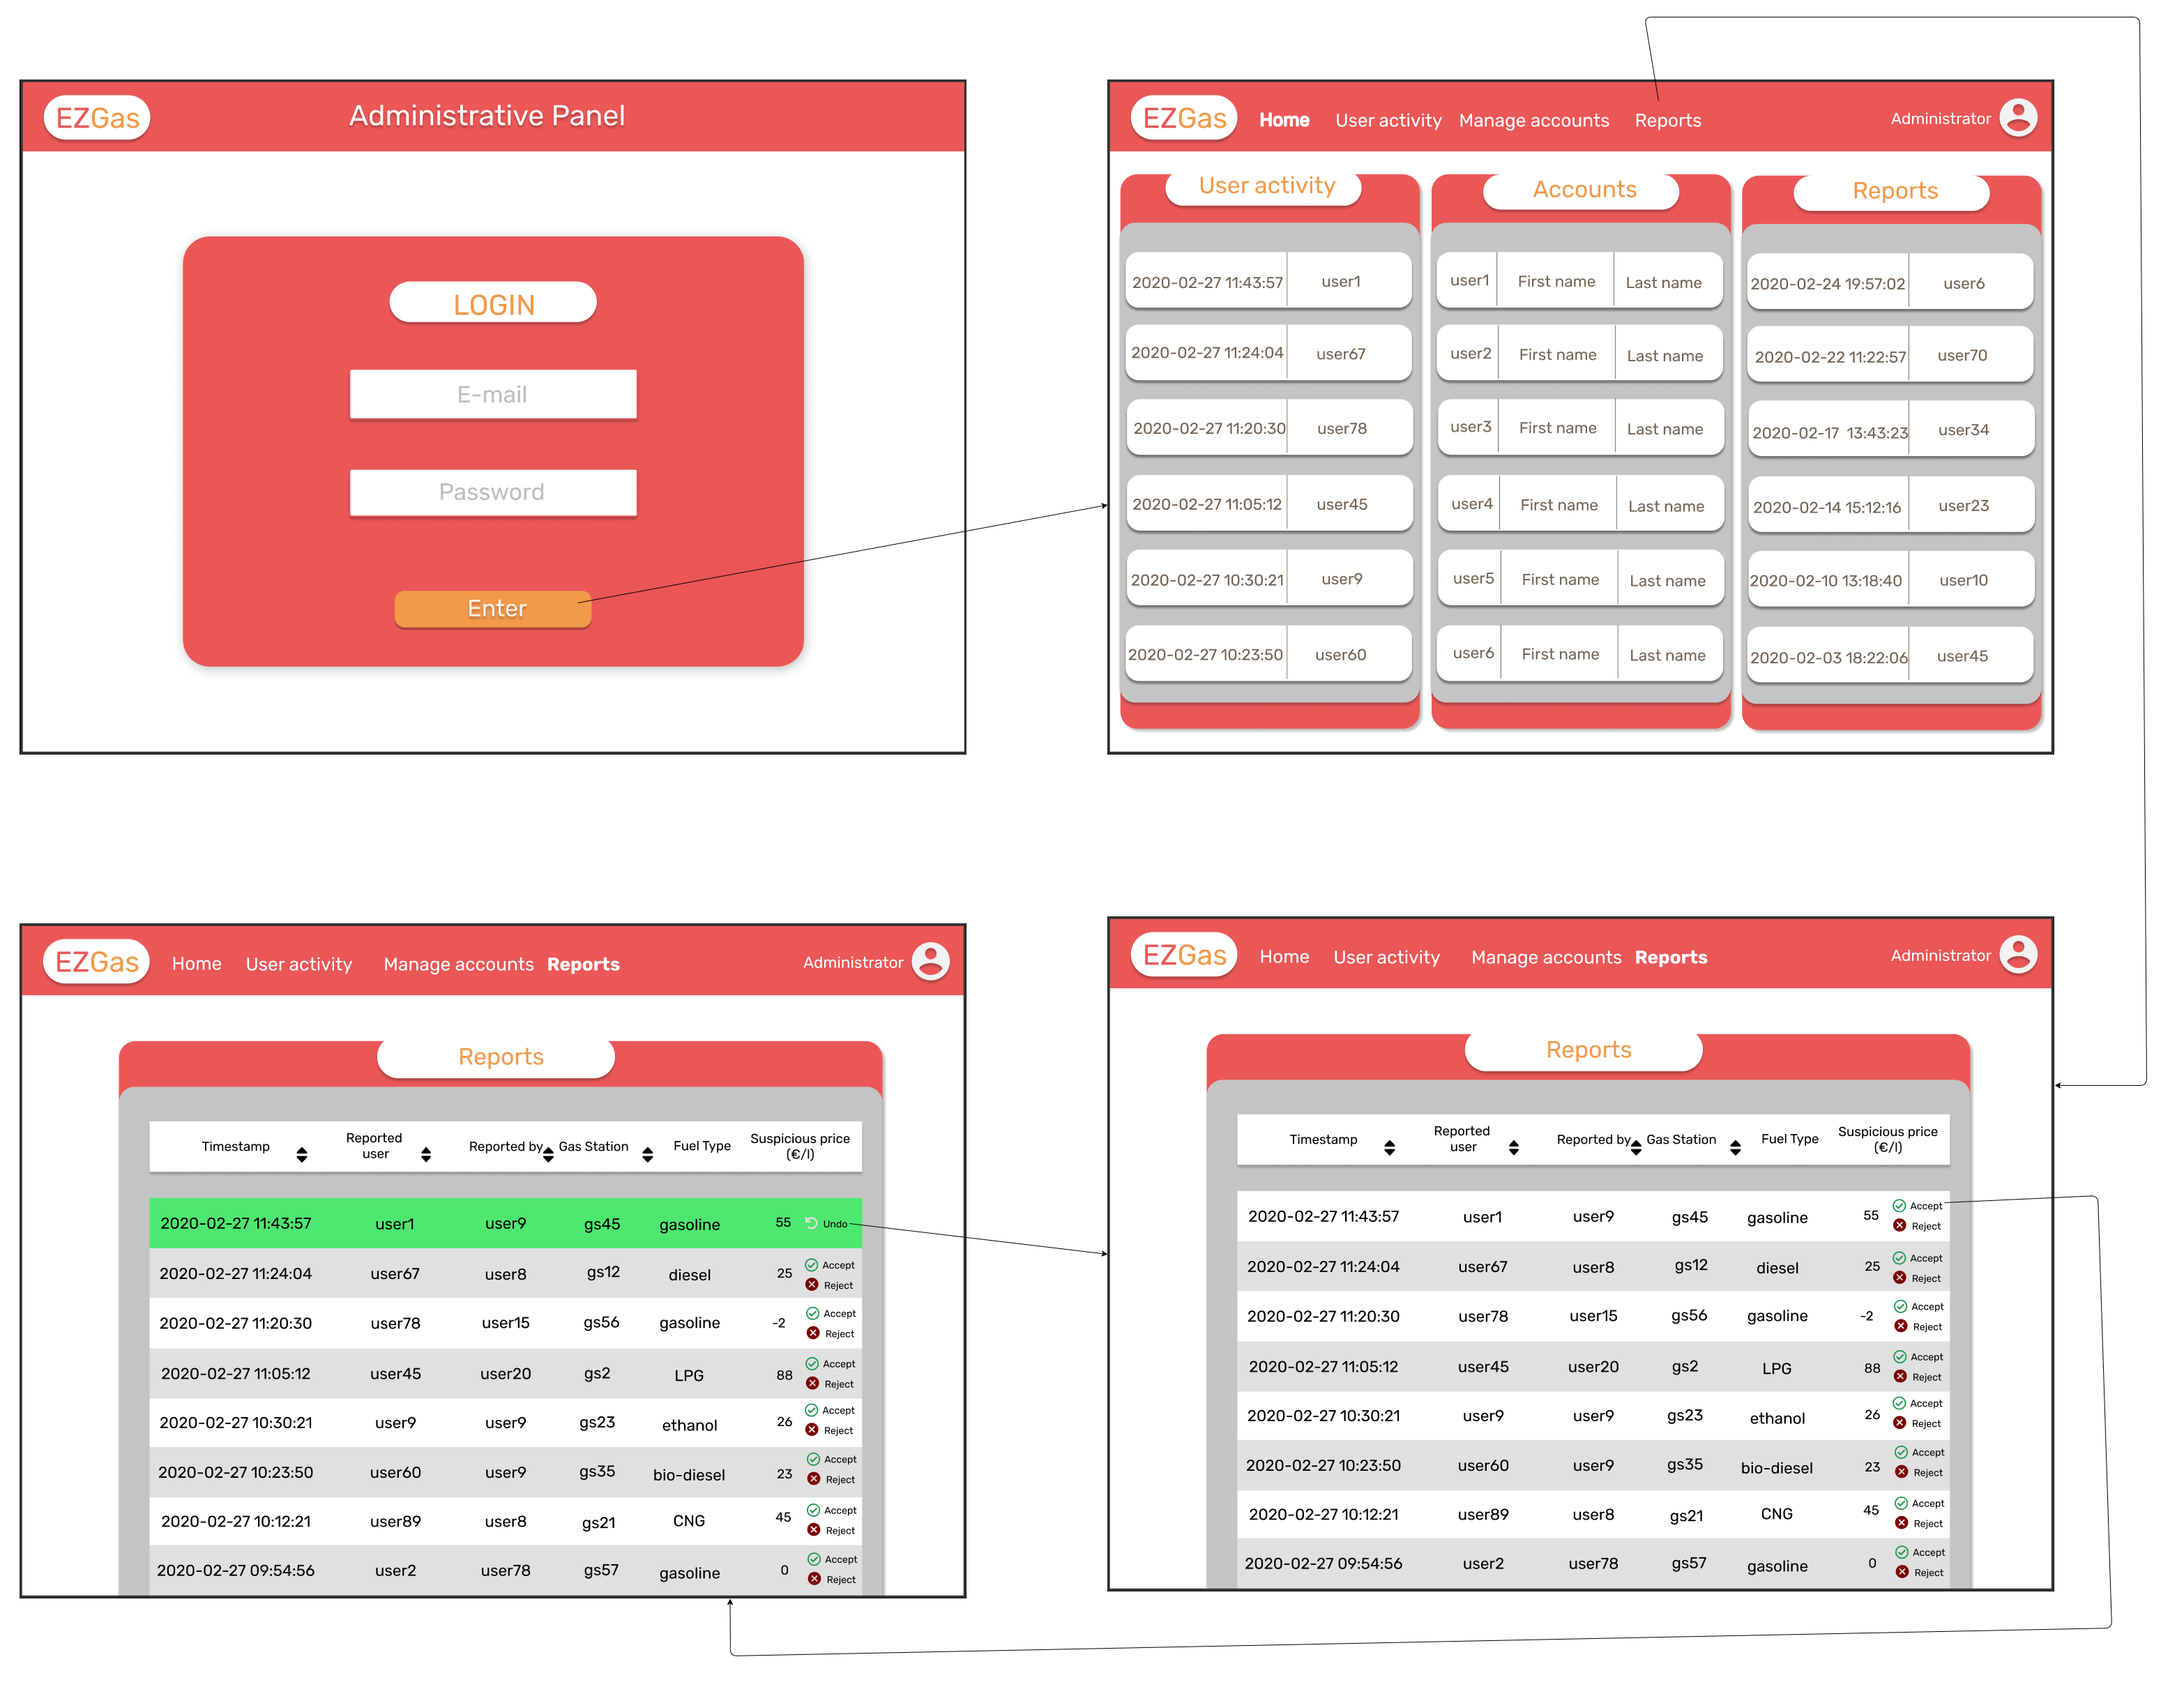 EZGas
Administrative Panel
LOGIN
E-mail
Password
Enter
EZGas Home User activity Manage accounts Reports Administrator
User activity
2020-02-27 11:43:57 user1
2020-02-27 11:24:04 user67
2020-02-27 11:20:30 user78
2020-02-27 11:05:12 user45
2020-02-27 10:30:21 user9
2020-02-27 10:23:50 user60
Accounts
user1 First name Last name
user2 First name Last name
user3 First name Last name
user4 First name Last name
user5 First name Last name
user6 First name Last name
Reports
2020-02-24 19:57:02 user6
2020-02-22 11:22:57 user70
2020-02-17 13:43:23 user34
2020-02-14 15:12:16 user23
2020-02-10 13:18:40 user10
2020-02-03 18:22:06 user45
EZGas Home User activity Manage accounts Reports Administrator
Reports
Timestamp Reported user Reported by Gas Station Fuel Type Suspicious price (€/l)
2020-02-27 11:43:57 user1 user9 gs45 gasoline 55 Undo
2020-02-27 11:24:04 user67 user8 gs12 diesel 25 Accept Reject
2020-02-27 11:20:30 user78 user15 gs56 gasoline -2 Accept Reject
2020-02-27 11:05:12 user45 user20 gs2 LPG 88 Accept Reject
2020-02-27 10:30:21 user9 user9 gs23 ethanol 26 Accept Reject
2020-02-27 10:23:50 user60 user9 gs35 bio-diesel 23 Accept Reject
2020-02-27 10:12:21 user89 user8 gs21 CNG 45 Accept Reject
2020-02-27 09:54:56 user2 user78 gs57 gasoline 0 Accept Reject
EZGas Home User activity Manage accounts Reports Administrator
Reports
Timestamp Reported user Reported by Gas Station Fuel Type Suspicious price (€/l)
2020-02-27 11:43:57 user1 user9 gs45 gasoline 55 Accept Reject
2020-02-27 11:24:04 user67 user8 gs12 diesel 25 Accept Reject
2020-02-27 11:20:30 user78 user15 gs56 gasoline -2 Accept Reject
2020-02-27 11:05:12 user45 user20 gs2 LPG 88 Accept Reject
2020-02-27 10:30:21 user9 user9 gs23 ethanol 26 Accept Reject
2020-02-27 10:23:50 user60 user9 gs35 bio-diesel 23 Accept Reject
2020-02-27 10:12:21 user89 user8 gs21 CNG 45 Accept Reject
2020-02-27 09:54:56 user2 user78 gs57 gasoline 0 Accept Reject